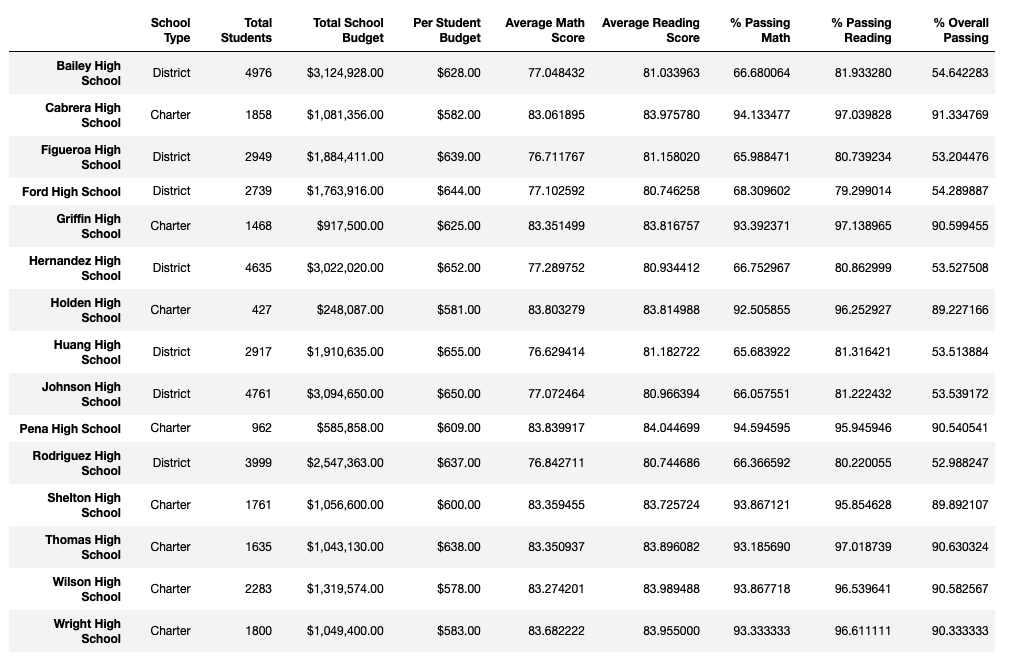 School Type Total Students Total School Budget Per Student Budget Average Math Score Average Reading Score % Passing Math % Passing Reading % Overall Passing
Bailey High School District 4976 $3,124,928.00 $628.00 77.048432 81.033963 66.680064 81.933280 54.642283
Cabrera High School Charter 1858 $1,081,356.00 $582.00 83.061895 83.975780 94.133477 97.039828 91.334769
Figueroa High School District 2949 $1,884,411.00 $639.00 76.711767 81.158020 65.988471 80.739234 53.204476
Ford High School District 2739 $1,763,916.00 $644.00 77.102592 80.746258 68.309602 79.299014 54.289887
Griffin High School Charter 1468 $917,500.00 $625.00 83.351499 83.816757 93.392371 97.138965 90.599455
Hernandez High School District 4635 $3,022,020.00 $652.00 77.289752 80.934412 66.752967 80.862999 53.527508
Holden High School Charter 427 $248,087.00 $581.00 83.803279 83.814988 92.505855 96.252927 89.227166
Huang High School District 2917 $1,910,635.00 $655.00 76.629414 81.182722 65.683922 81.316421 53.513884
Johnson High School District 4761 $3,094,650.00 $650.00 77.072464 80.966394 66.057551 81.222432 53.539172
Pena High School Charter 962 $585,858.00 $609.00 83.839917 84.044699 94.594595 95.945946 90.540541
Rodriguez High School District 3999 $2,547,363.00 $637.00 76.842711 80.744686 66.366592 80.220055 52.988247
Shelton High School Charter 1761 $1,056,600.00 $600.00 83.359455 83.725724 93.867121 95.854628 89.892107
Thomas High School Charter 1635 $1,043,130.00 $638.00 83.350937 83.896082 93.185690 97.018739 90.630324
Wilson High School Charter 2283 $1,319,574.00 $578.00 83.274201 83.989488 93.867718 96.539641 90.582567
Wright High School Charter 1800 $1,049,400.00 $583.00 83.682222 83.955000 93.333333 96.611111 90.333333